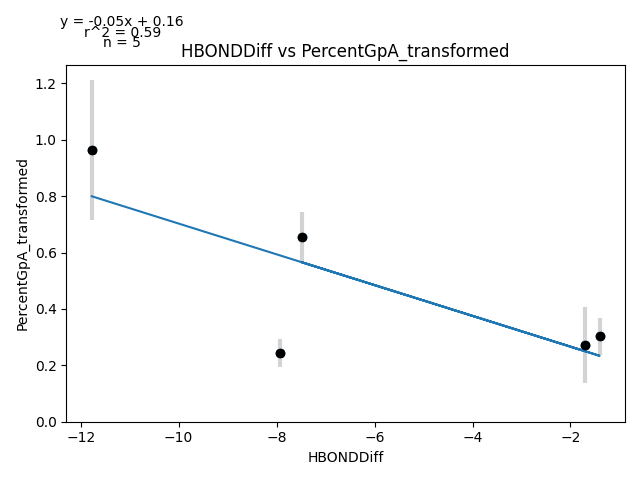 y = -0.05x + 0.16
r^2 = 0.59
n = 5
HBONDDiff vs PercentGpA_transformed
1.2
1.0
0.8
0.6
0.4
0.2
0.0
PercentGpA_transformed
−12
−10
−8
−6
−4
−2
HBONDDiff